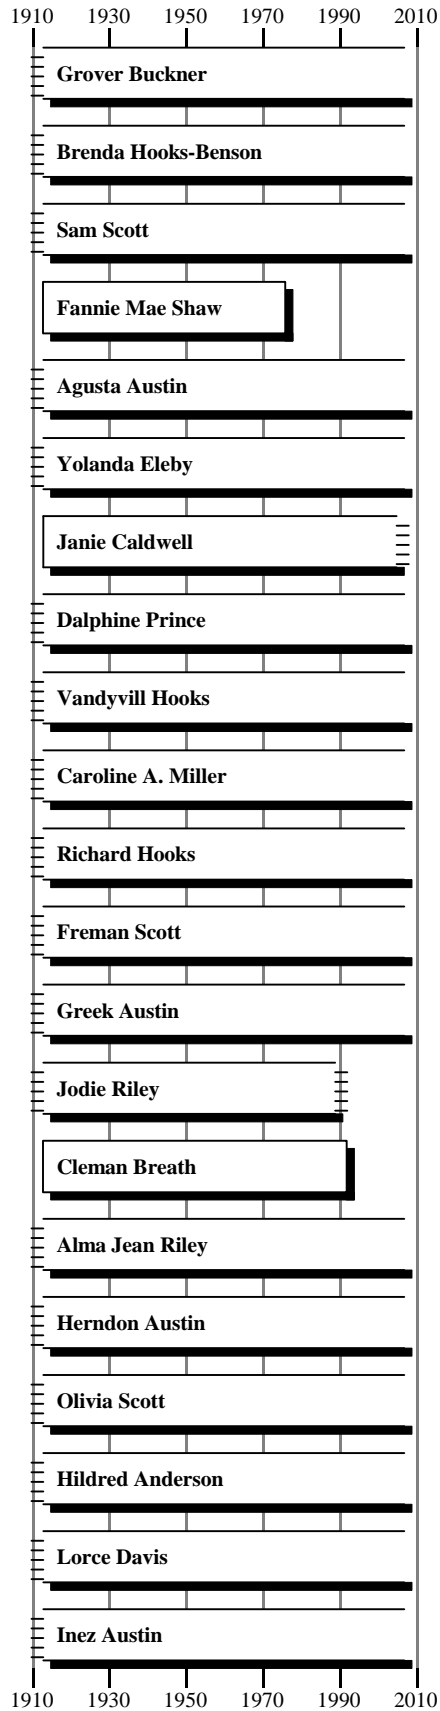 1910 1930 1950 1970 1990 2010
Grover Buckner
Brenda Hooks-Benson
Sam Scott
Fannie Mae Shaw
Agusta Austin
Yolanda Eleby
Janie Caldwell
Dalphine Prince
Vandyvill Hooks
Caroline A. Miller
Richard Hooks
Freman Scott
Greek Austin
Jodie Riley
Cleman Breath
Alma Jean Riley
Herndon Austin
Olivia Scott
Hildred Anderson
Lorce Davis
Inez Austin
1910 1930 1950 1970 1990 2010